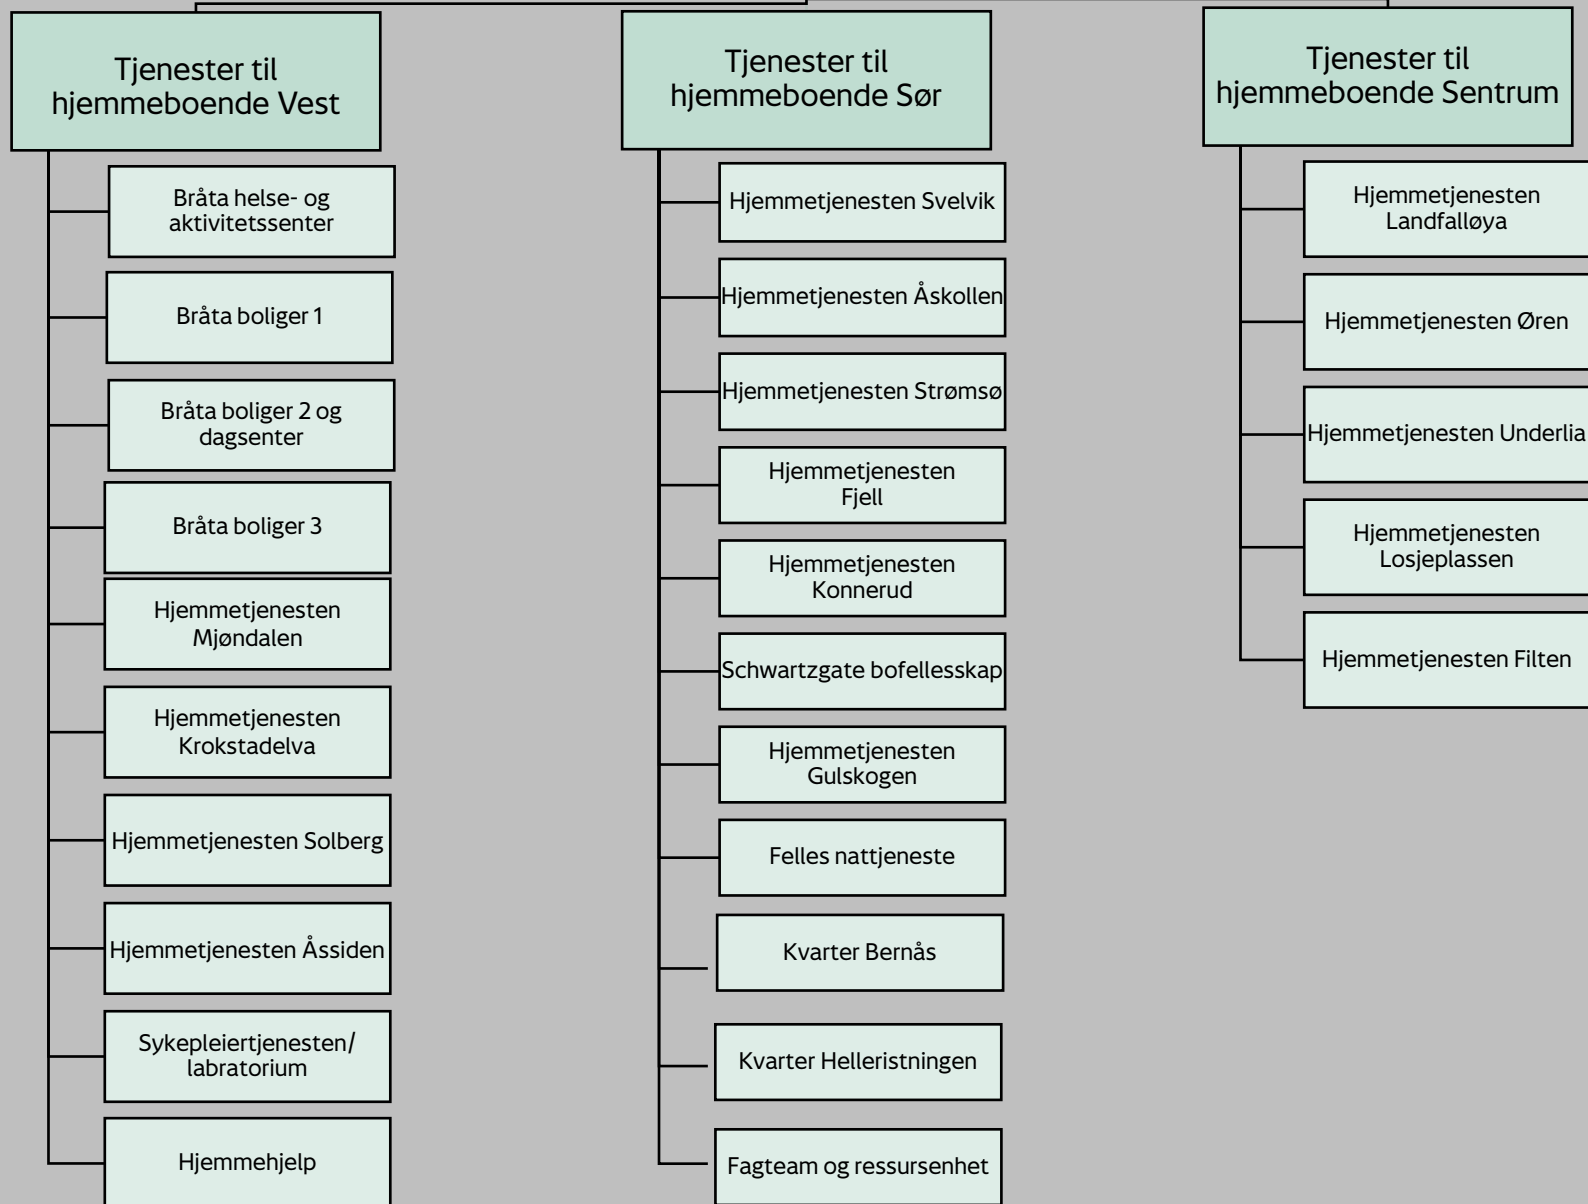 Tjenester til
hjemmeboende Vest
Bråta helse- og
aktivitetssenter
Bråta boliger 1
Bråta boliger 2 og
dagsenter
Bråta boliger 3
Hjemmetjenesten
Mjøndalen
Hjemmetjenesten
Krokstadelva
Hjemmetjenesten Solberg
Hjemmetjenesten Åssiden
Sykepleiertjenesten/
labratorium
Hjemmehjelp
Tjenester til
hjemmeboende Sør
Hjemmetjenesten Svelvik
Hjemmetjenesten Åskollen
Hjemmetjenesten Strømsø
Hjemmetjenesten
Fjell
Hjemmetjenesten
Konnerud
Schwartzgate bofellesskap
Hjemmetjenesten
Gulskogen
Felles nattjeneste
Kvarter Bernås
Kvarter Helleristningen
Fagteam og ressursenhet
Tjenester til
hjemmeboende Sentrum
Hjemmetjenesten
Landfalløya
Hjemmetjenesten Øren
Hjemmetjenesten Underlia
Hjemmetjenesten
Losjeplassen
Hjemmetjenesten Filten